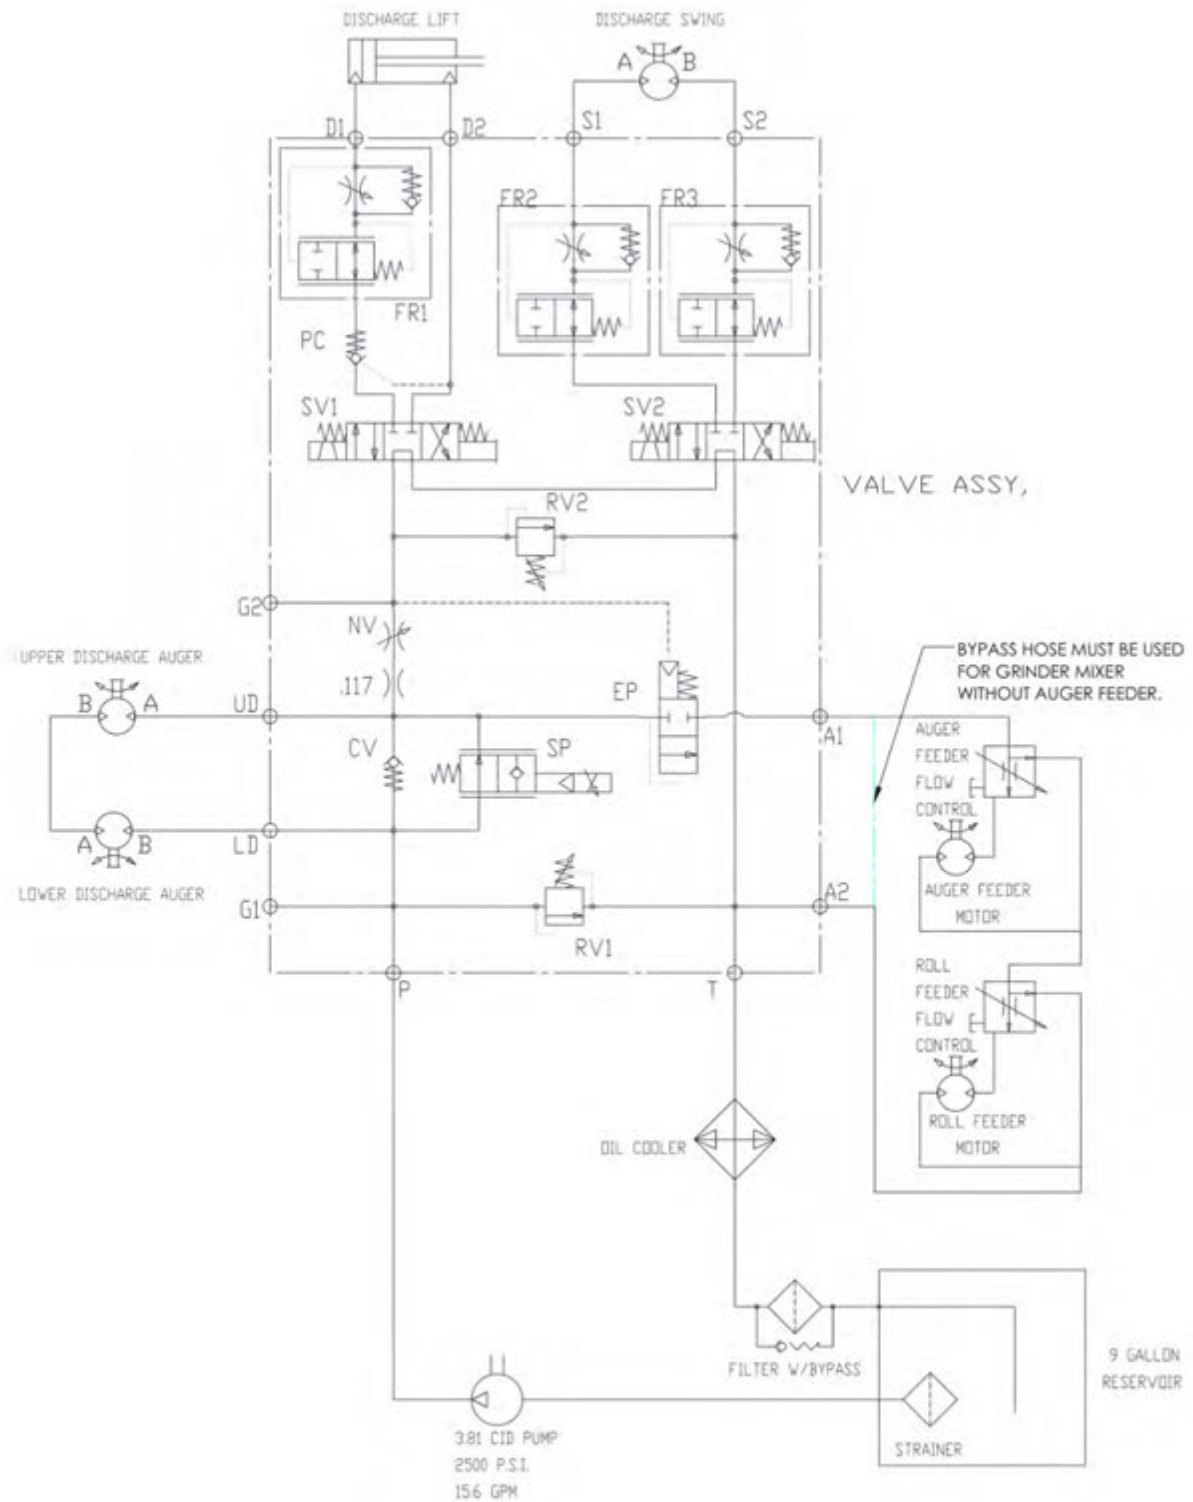 DISCHARGE LIFT
DISCHARGE SWING
A B
D1 D2 S1 S2
FR2 FR3
FR1
PC
SV1 SV2
VALVE ASSY,
RV2
G2
NV
BYPASS HOSE MUST BE USED
FOR GRINDER MIXER
WITHOUT AUGER FEEDER.
UPPER DISCHARGE AUGER
.117
EP
B A
UD
A1
AUGER
FEEDER
FLOW
CONTROL
CV
SP
A B
LD
LOWER DISCHARGE AUGER
G1
A2
AUGER FEEDER
MOTOR
RV1
P T
ROLL
FEEDER
FLOW
CONTROL
ROLL FEEDER
MOTOR
OIL COOLER
FILTER W/BYPASS
9 GALLON
RESERVOIR
STRAINER
3.81 CID PUMP
2500 P.S.I.
15.6 GPM